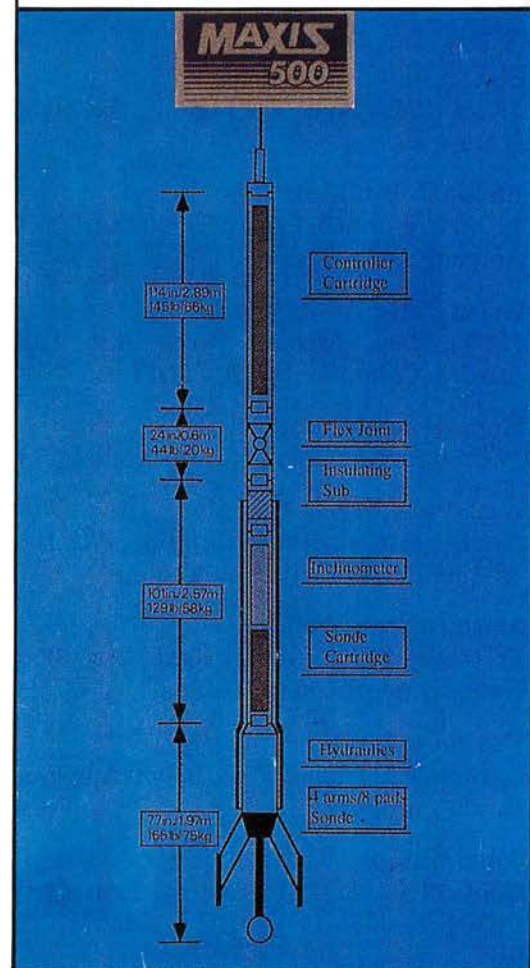 MAXIS
500
Controller
Cartridge
114in/2.89m
145lb/66kg
24in/0.6m
44lb/20kg
Flex Joint
Insulating
Sub
Inclinometer
101in/2.57m
129lb/58kg
Sonde
Cartridge
Hydraulics
4 arms/8 pads
Sonde
77in/1.97m
165lb/75kg